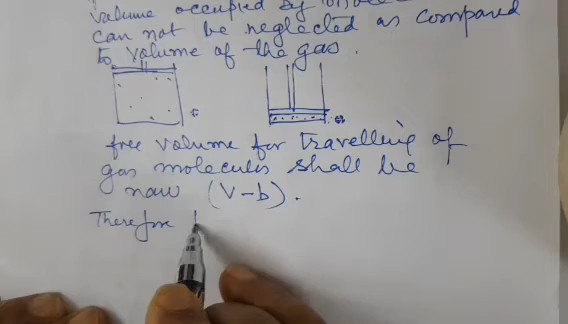 volume occupied by
can not be neglected as compared
to volume of the gas.
free volume for travelling of
gas molecules shall be
now (V-b).
Therefore